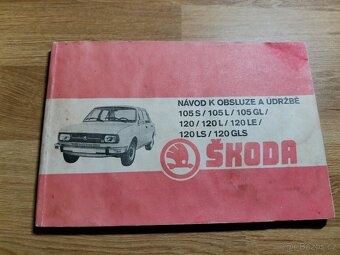 NÁVOD K OBSLUZE A ÚDRŽBĚ
105 S / 105 L / 105 GL /
120 / 120 L / 120 LE /
120 LS / 120 GLS
ŠKODA